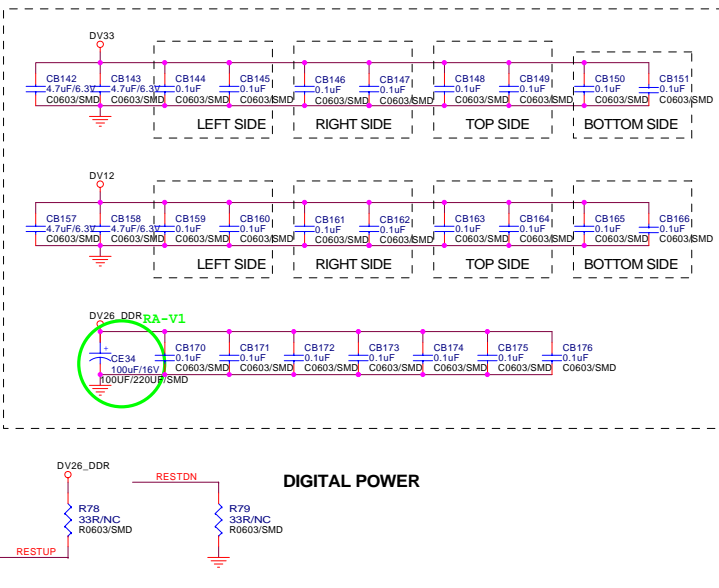 DV33
CB142
4.7uF/6.3V
C0603/SMD
CB143
4.7uF/6.3V
C0603/SMD
CB144
0.1uF
C0603/SMD
CB145
0.1uF
C0603/SMD
CB146
0.1uF
C0603/SMD
CB147
0.1uF
C0603/SMD
CB148
0.1uF
C0603/SMD
CB149
0.1uF
C0603/SMD
CB150
0.1uF
C0603/SMD
CB151
0.1uF
C0603/SMD
LEFT SIDE
RIGHT SIDE
TOP SIDE
BOTTOM SIDE
DV12
CB157
4.7uF/6.3V
C0603/SMD
CB158
4.7uF/6.3V
C0603/SMD
CB159
0.1uF
C0603/SMD
CB160
0.1uF
C0603/SMD
CB161
0.1uF
C0603/SMD
CB162
0.1uF
C0603/SMD
CB163
0.1uF
C0603/SMD
CB164
0.1uF
C0603/SMD
CB165
0.1uF
C0603/SMD
CB166
0.1uF
C0603/SMD
LEFT SIDE
RIGHT SIDE
TOP SIDE
BOTTOM SIDE
DV26_DDR
RA-V1
CE34
100uF/16V
100UF/220UF/SMD
CB170
0.1uF
C0603/SMD
CB171
0.1uF
C0603/SMD
CB172
0.1uF
C0603/SMD
CB173
0.1uF
C0603/SMD
CB174
0.1uF
C0603/SMD
CB175
0.1uF
C0603/SMD
CB176
0.1uF
C0603/SMD
DV26_DDR
RESTDN
DIGITAL POWER
R78
33R/NC
R0603/SMD
R79
33R/NC
R0603/SMD
RESTUP